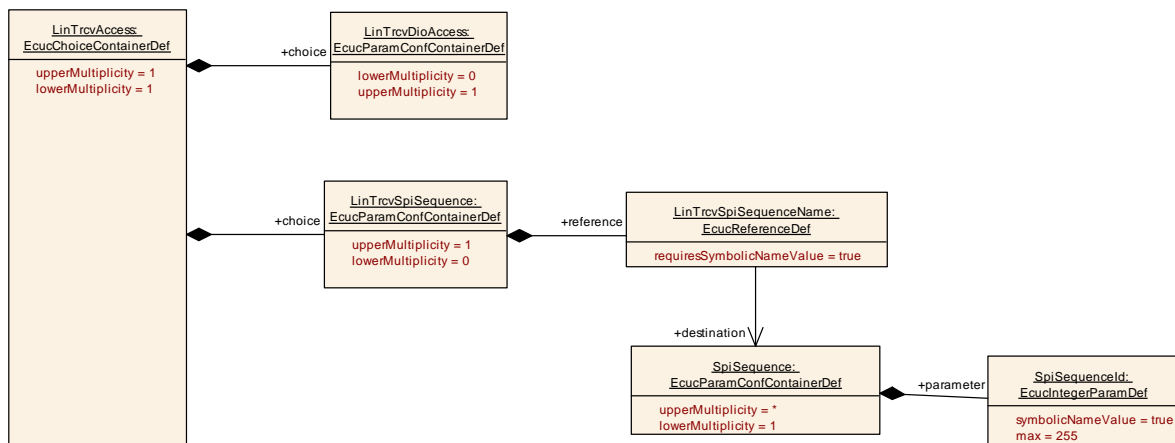 LinTrcvAccess:
EcucChoiceContainerDef
upperMultiplicity = 1
lowerMultiplicity = 1
+choice
LinTrcvDioAccess:
EcucParamConfContainerDef
lowerMultiplicity = 0
upperMultiplicity = 1
+choice
LinTrcvSpiSequence:
EcucParamConfContainerDef
upperMultiplicity = 1
lowerMultiplicity = 0
+reference
LinTrcvSpiSequenceName:
EcucReferenceDef
requiresSymbolicNameValue = true
+destination
SpiSequence:
EcucParamConfContainerDef
upperMultiplicity = *
lowerMultiplicity = 1
+parameter
SpiSequenceId:
EcucIntegerParamDef
symbolicNameValue = true
max = 255